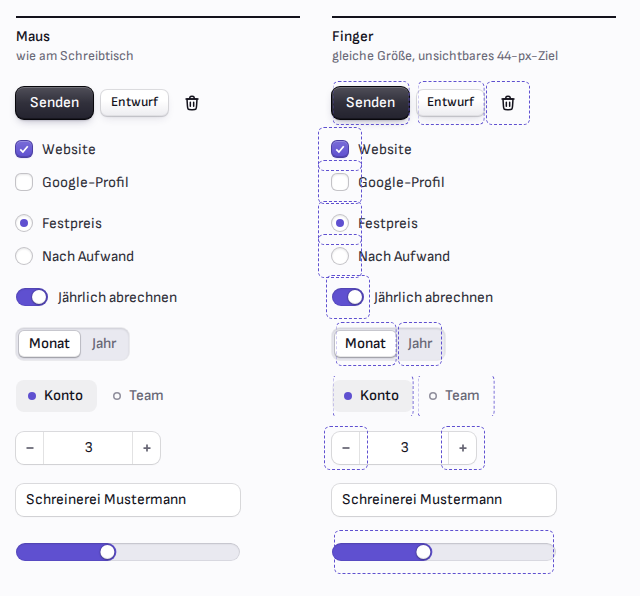 Maus
wie am Schreibtisch
Senden
Entwurf
Website
Google-Profil
Festpreis
Nach Aufwand
Jährlich abrechnen
Monat
Jahr
Konto
Team
− 3 +
Schreinerei Mustermann
Finger
gleiche Größe, unsichtbares 44-px-Ziel
Senden
Entwurf
Website
Google-Profil
Festpreis
Nach Aufwand
Jährlich abrechnen
Monat
Jahr
Konto
Team
− 3 +
Schreinerei Mustermann